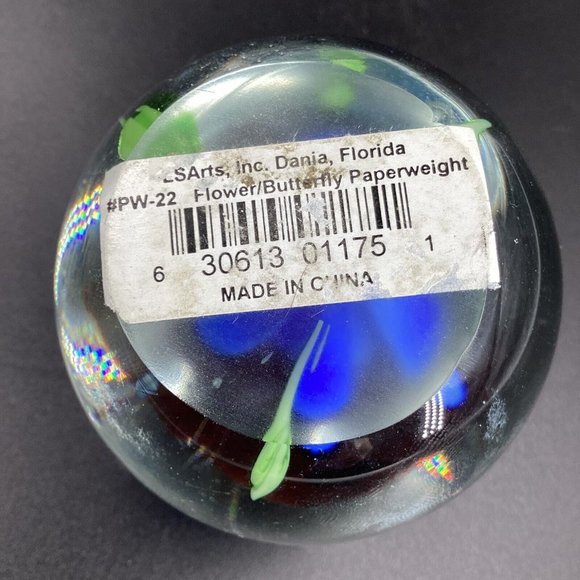 LSArts, Inc. Dania, Florida
#PW-22 Flower/Butterfly Paperweight
6 30613 01175 1
MADE IN CHINA